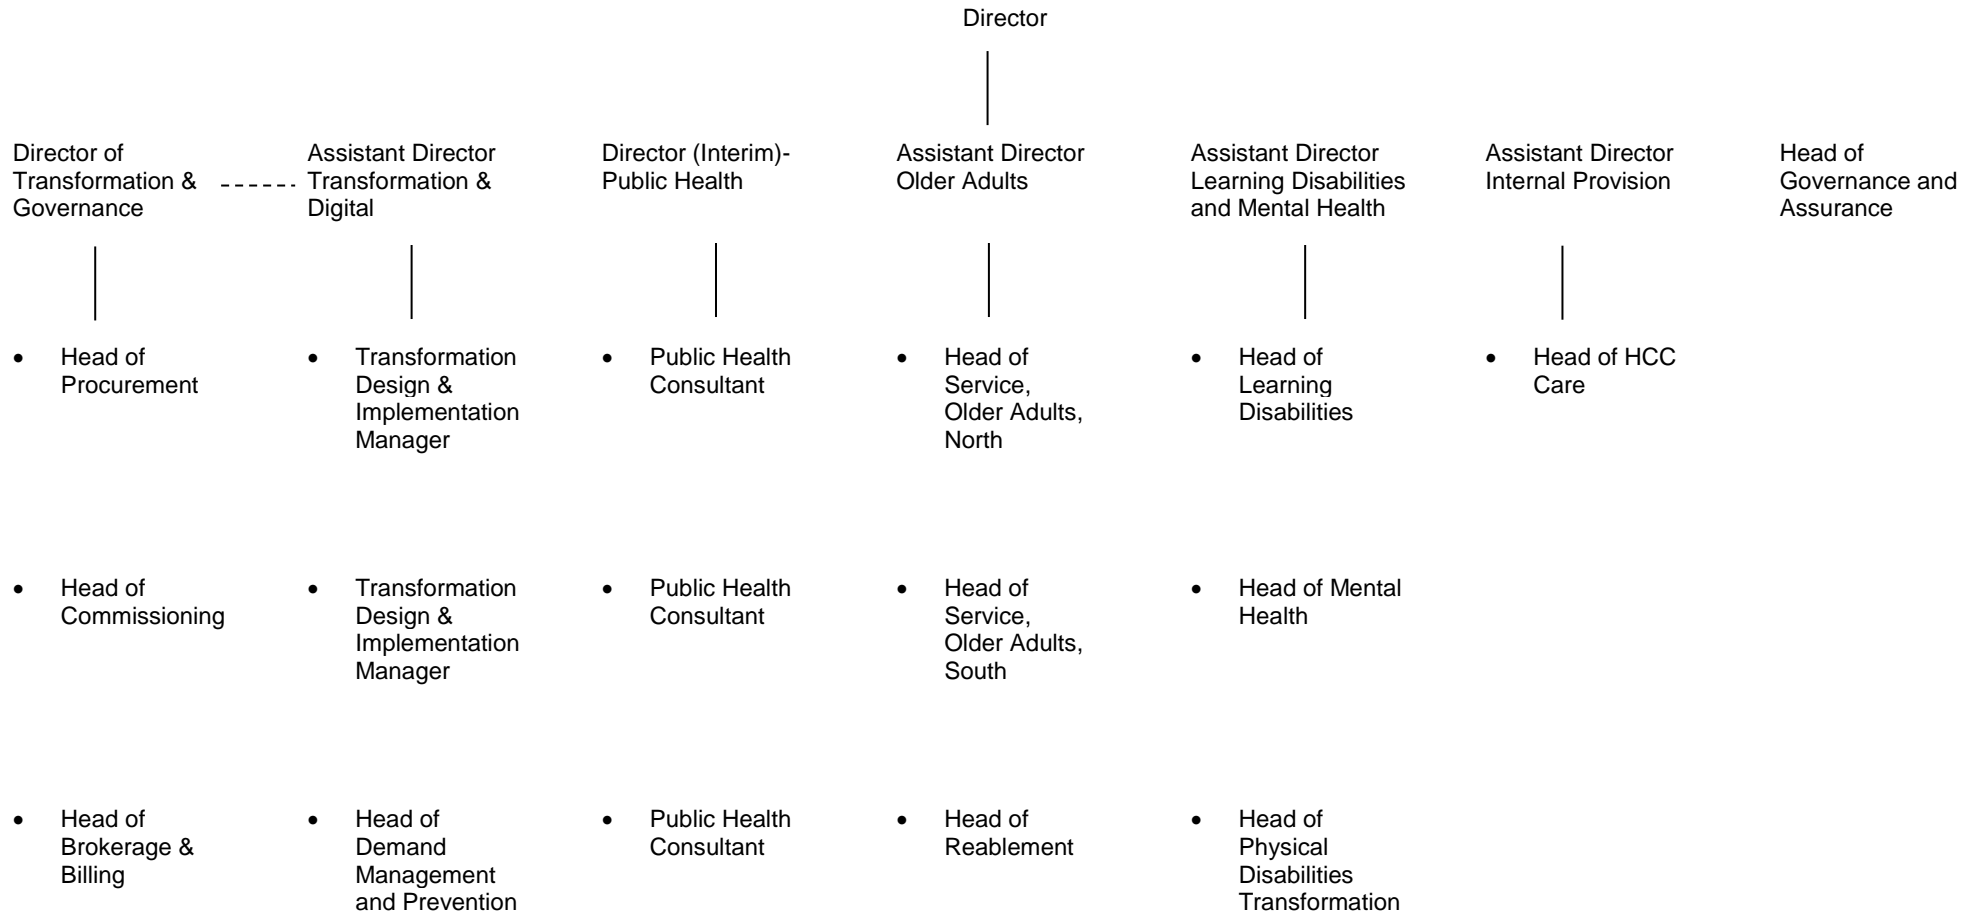 Director
Director of
Transformation &
Governance
Assistant Director
Transformation &
Digital
Director (Interim)-
Public Health
Assistant Director
Older Adults
Assistant Director
Learning Disabilities
and Mental Health
Assistant Director
Internal Provision
Head of
Governance and
Assurance
• Head of
Procurement
• Transformation
Design &
Implementation
Manager
• Public Health
Consultant
• Head of
Service,
Older Adults,
North
• Head of
Learning
Disabilities
• Head of HCC
Care
• Head of
Commissioning
• Transformation
Design &
Implementation
Manager
• Public Health
Consultant
• Head of
Service,
Older Adults,
South
• Head of Mental
Health
• Head of
Brokerage &
Billing
• Head of
Demand
Management
and Prevention
• Public Health
Consultant
• Head of
Reablement
• Head of
Physical
Disabilities
Transformation